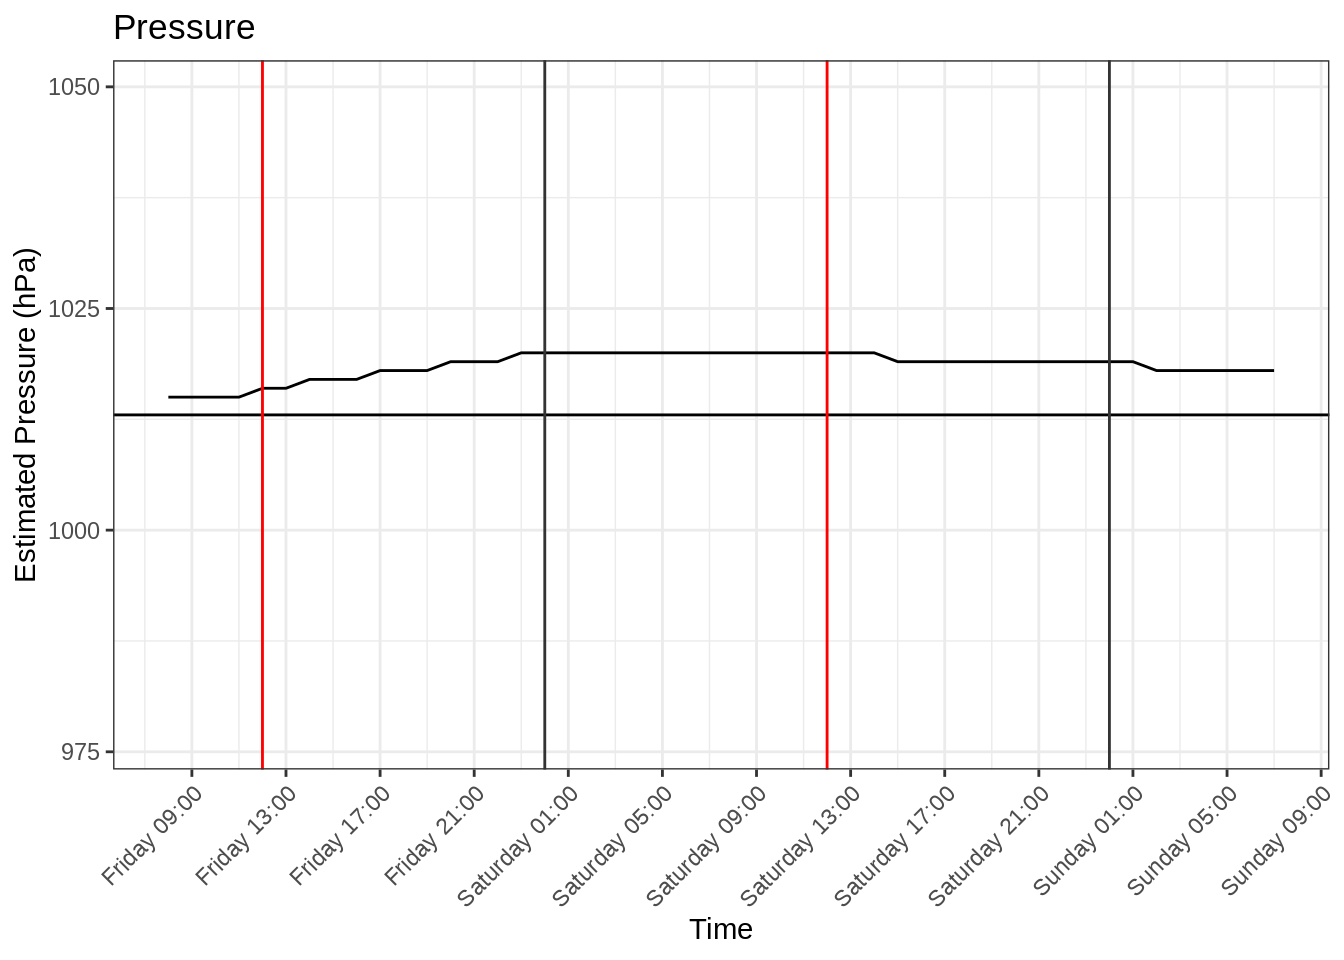 Pressure
Estimated Pressure (hPa)
1050
1025
1000
975
Friday 09:00
Friday 13:00
Friday 17:00
Friday 21:00
Saturday 01:00
Saturday 05:00
Saturday 09:00
Saturday 13:00
Saturday 17:00
Saturday 21:00
Sunday 01:00
Sunday 05:00
Sunday 09:00
Time